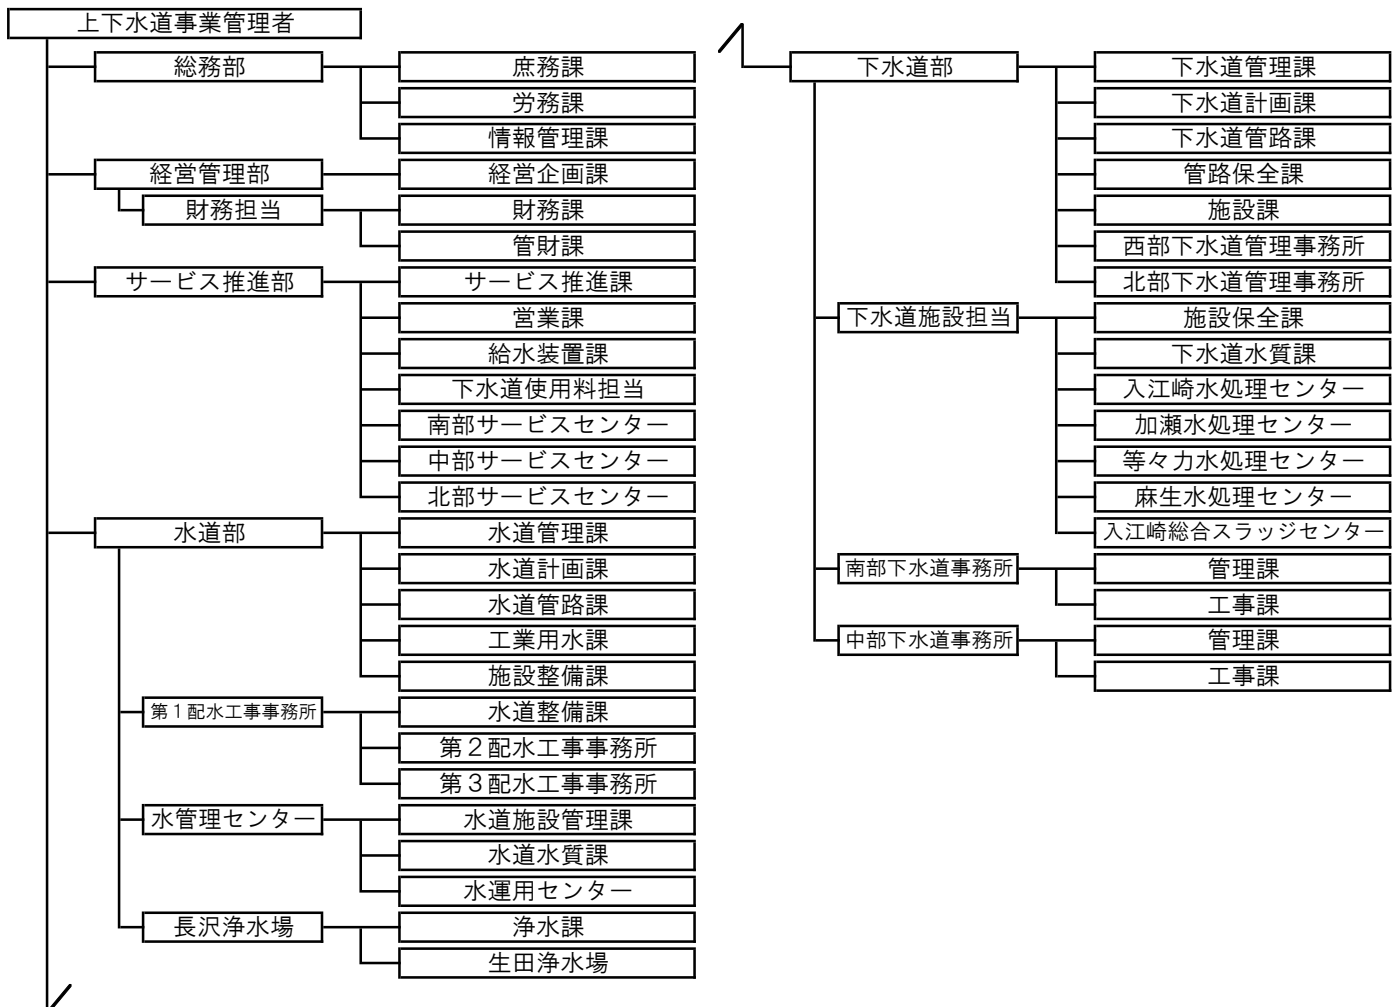 上下水道事業管理者
総務部
庶務課
労務課
情報管理課
経営管理部
経営企画課
財務担当
財務課
管財課
サービス推進部
サービス推進課
営業課
給水装置課
下水道使用料担当
南部サービスセンター
中部サービスセンター
北部サービスセンター
水道部
水道管理課
水道計画課
水道管路課
工業用水課
施設整備課
第１配水工事事務所
水道整備課
第２配水工事事務所
第３配水工事事務所
水管理センター
水道施設管理課
水道水質課
水運用センター
長沢浄水場
浄水課
生田浄水場
下水道部
下水道管理課
下水道計画課
下水道管路課
管路保全課
施設課
西部下水道管理事務所
北部下水道管理事務所
下水道施設担当
施設保全課
下水道水質課
入江崎水処理センター
加瀬水処理センター
等々力水処理センター
麻生水処理センター
入江崎総合スラッジセンター
南部下水道事務所
管理課
工事課
中部下水道事務所
管理課
工事課